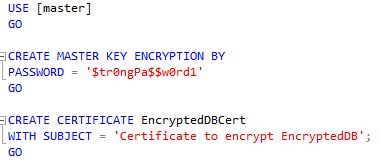 USE [master]
GO
CREATE MASTER KEY ENCRYPTION BY
PASSWORD = '$tr0ngPa$$w0rd1'
GO
CREATE CERTIFICATE EncryptedDBCert
WITH SUBJECT = 'Certificate to encrypt EncryptedDB';
GO